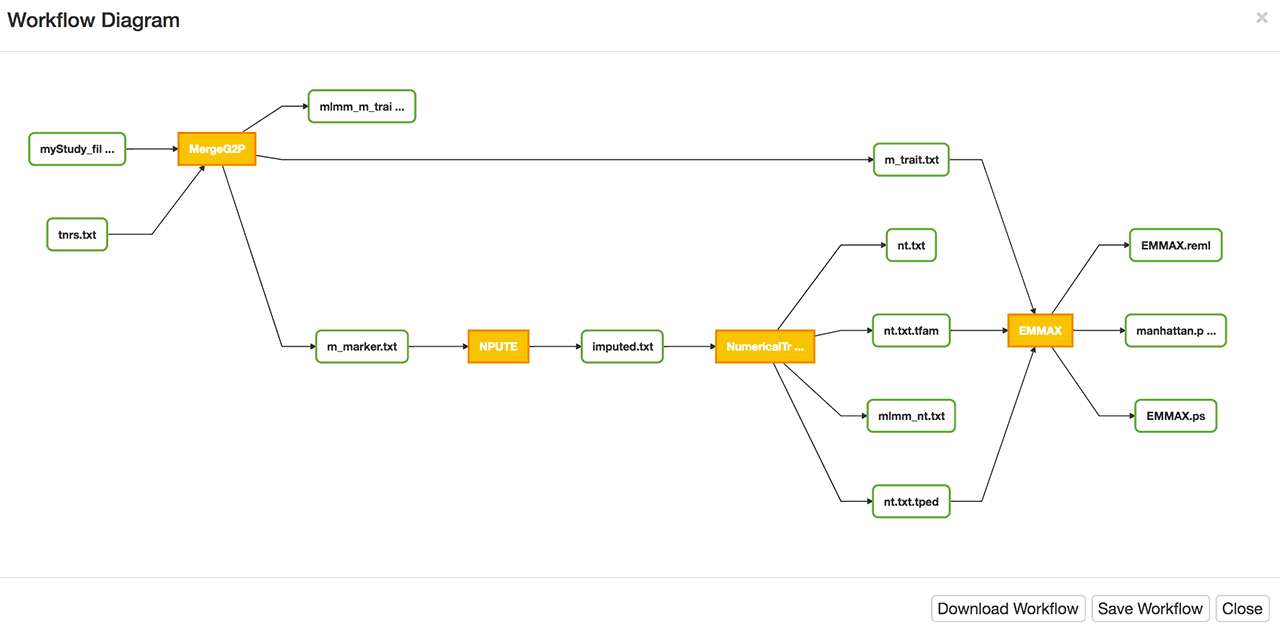 Workflow Diagram
×
mlmm_m_trai ...
myStudy_fil ...
MergeG2P
m_trait.txt
tnrs.txt
nt.txt
EMMAX.reml
m_marker.txt
NPUTE
imputed.txt
NumericalTr ...
nt.txt.tfam
EMMAX
manhattan.p ...
mlmm_nt.txt
EMMAX.ps
nt.txt.tped
Download Workflow
Save Workflow
Close